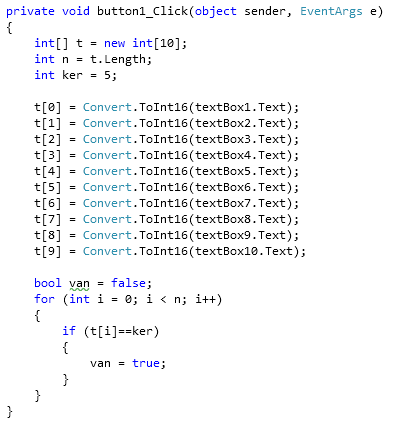 private void button1_Click(object sender, EventArgs e)
{
    int[] t = new int[10];
    int n = t.Length;
    int ker = 5;

    t[0] = Convert.ToInt16(textBox1.Text);
    t[1] = Convert.ToInt16(textBox2.Text);
    t[2] = Convert.ToInt16(textBox3.Text);
    t[3] = Convert.ToInt16(textBox4.Text);
    t[4] = Convert.ToInt16(textBox5.Text);
    t[5] = Convert.ToInt16(textBox6.Text);
    t[6] = Convert.ToInt16(textBox7.Text);
    t[7] = Convert.ToInt16(textBox8.Text);
    t[8] = Convert.ToInt16(textBox9.Text);
    t[9] = Convert.ToInt16(textBox10.Text);

    bool van = false;
    for (int i = 0; i < n; i++)
    {
        if (t[i]==ker)
        {
            van = true;
        }
    }
}